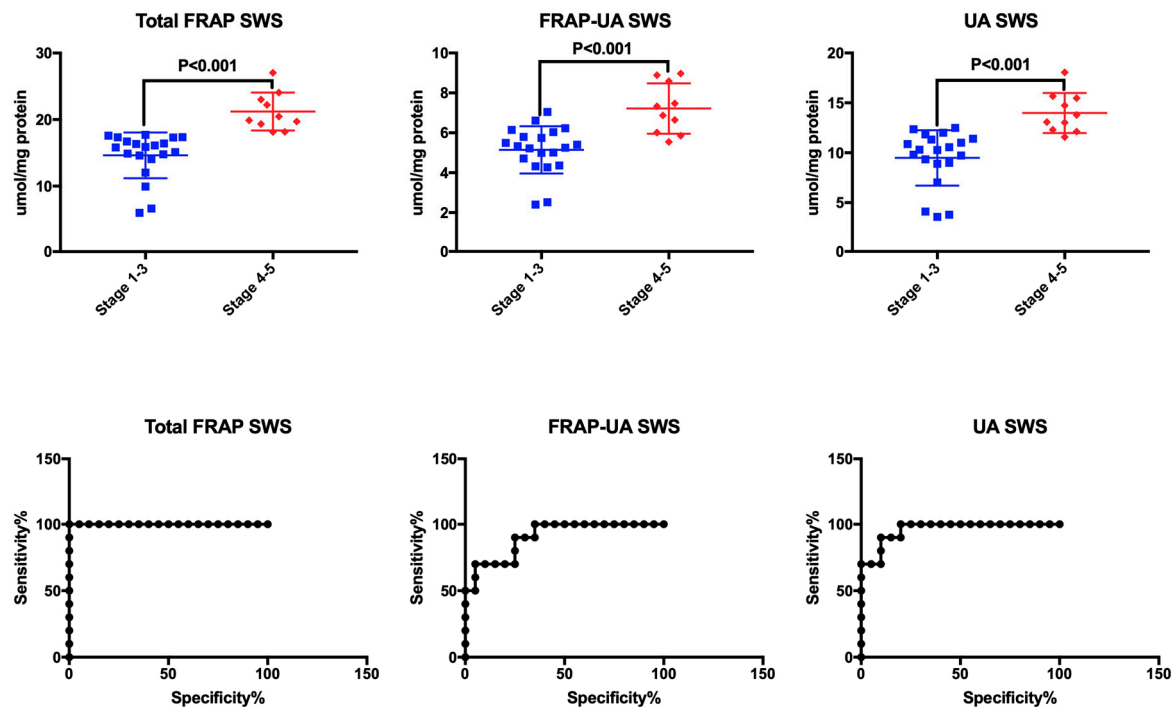 Total FRAP SWS
P<0.001
umol/mg protein
30
20
10
0
Stage 1-3
Stage 4-5
FRAP-UA SWS
P<0.001
umol/mg protein
10
8
6
4
2
0
Stage 1-3
Stage 4-5
UA SWS
P<0.001
umol/mg protein
20
15
10
5
0
Stage 1-3
Stage 4-5
Total FRAP SWS
Sensitivity%
150
100
50
0
0 50 100 150
Specificity%
FRAP-UA SWS
Sensitivity%
150
100
50
0
0 50 100 150
Specificity%
UA SWS
Sensitivity%
150
100
50
0
0 50 100 150
Specificity%